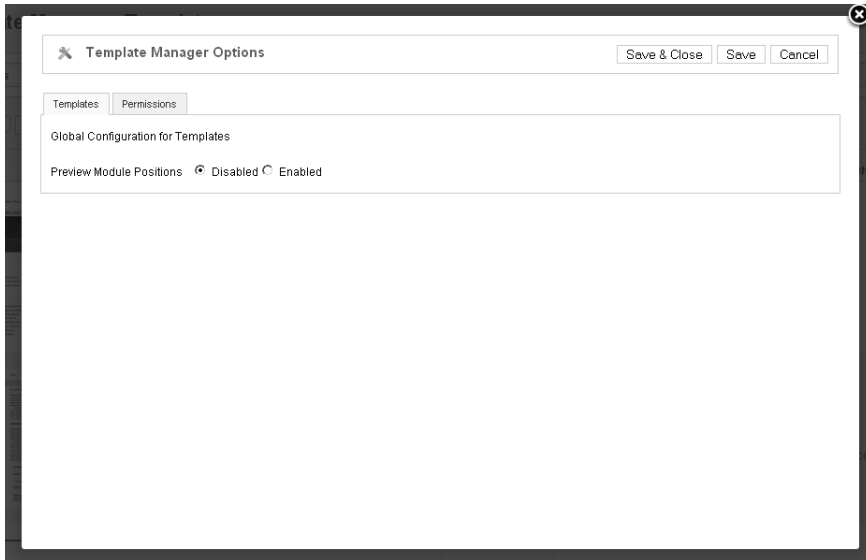 Template Manager Options
Save & Close Save Cancel
Templates Permissions
Global Configuration for Templates
Preview Module Positions Disabled Enabled